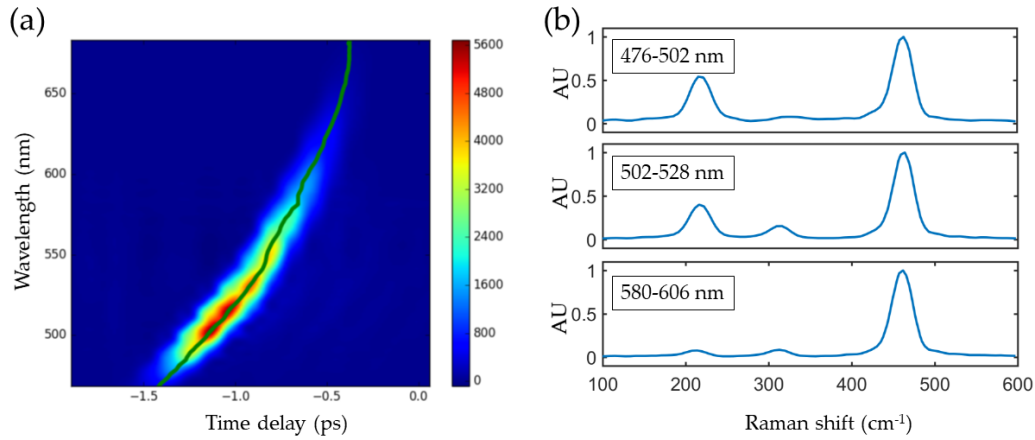 (a)
Wavelength (nm)
650
600
550
500
−1.5
−1.0
−0.5
0.0
Time delay (ps)
5600
4800
4000
3200
2400
1600
800
0
(b)
476-502 nm
AU
1
0.5
0
502-528 nm
AU
1
0.5
0
580-606 nm
AU
1
0.5
0
100
200
300
400
500
600
Raman shift (cm⁻¹)